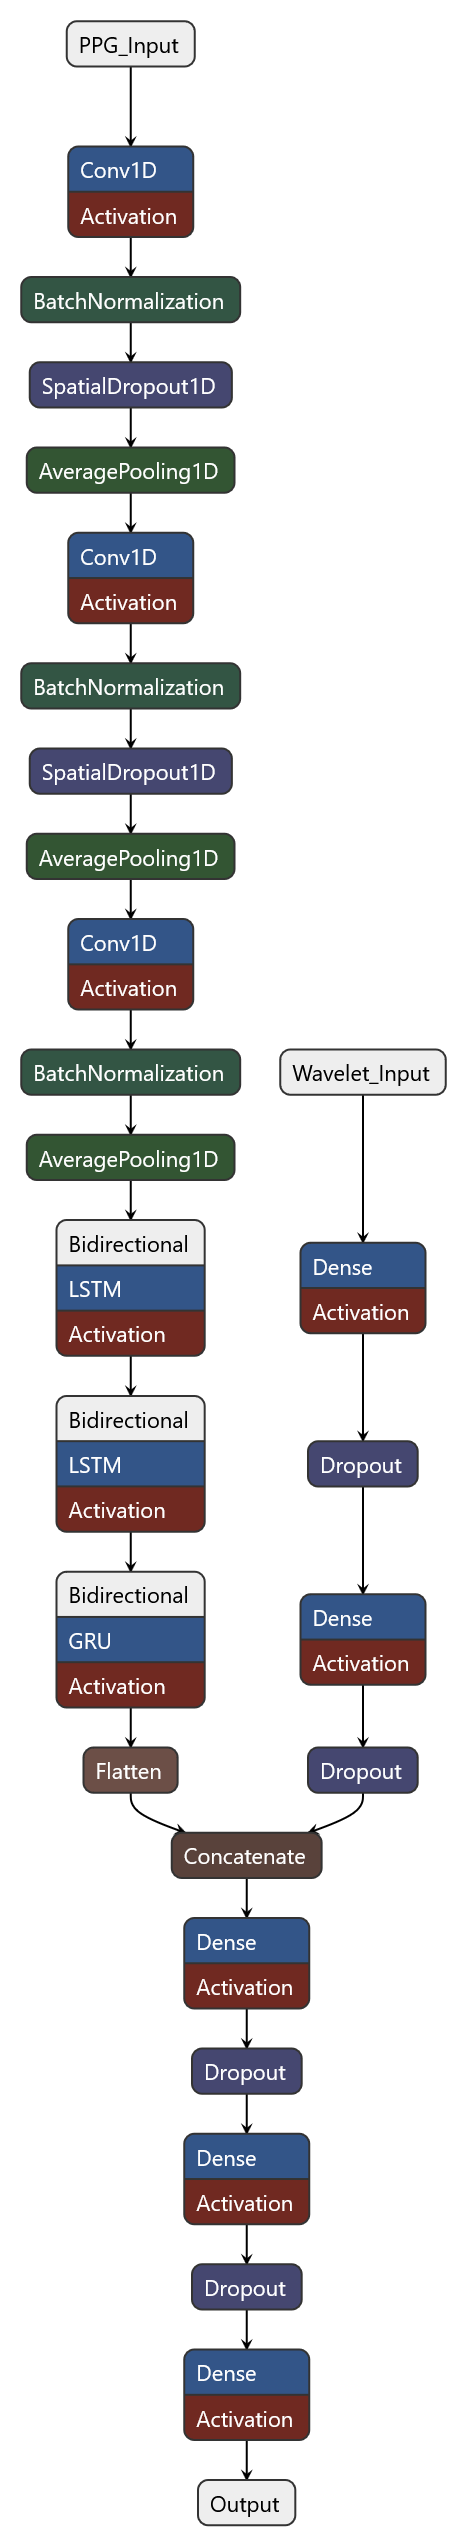 PPG_Input
Conv1D
Activation
BatchNormalization
SpatialDropout1D
AveragePooling1D
Conv1D
Activation
BatchNormalization
SpatialDropout1D
AveragePooling1D
Conv1D
Activation
BatchNormalization
AveragePooling1D
Bidirectional
LSTM
Activation
Bidirectional
LSTM
Activation
Bidirectional
GRU
Activation
Flatten
Wavelet_Input
Dense
Activation
Dropout
Dense
Activation
Dropout
Concatenate
Dense
Activation
Dropout
Dense
Activation
Dropout
Dense
Activation
Output